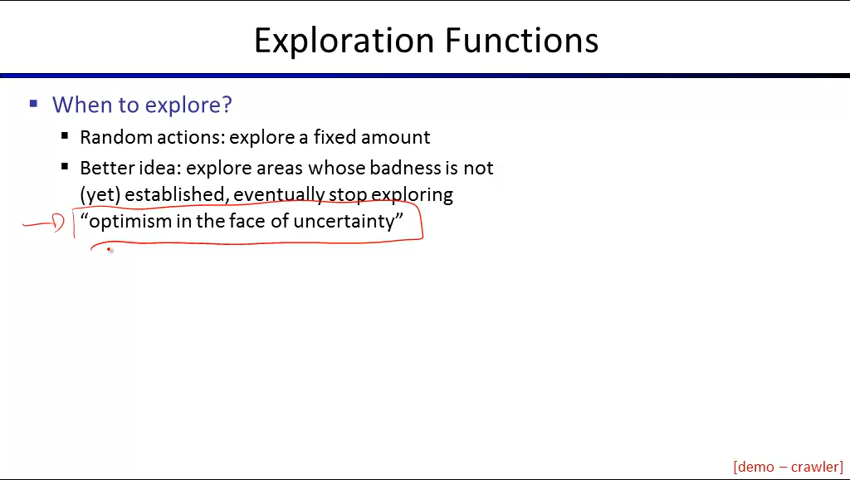 Exploration Functions
▪ When to explore?
▪ Random actions: explore a fixed amount
▪ Better idea: explore areas whose badness is not
(yet) established, eventually stop exploring
“optimism in the face of uncertainty”
[demo – crawler]